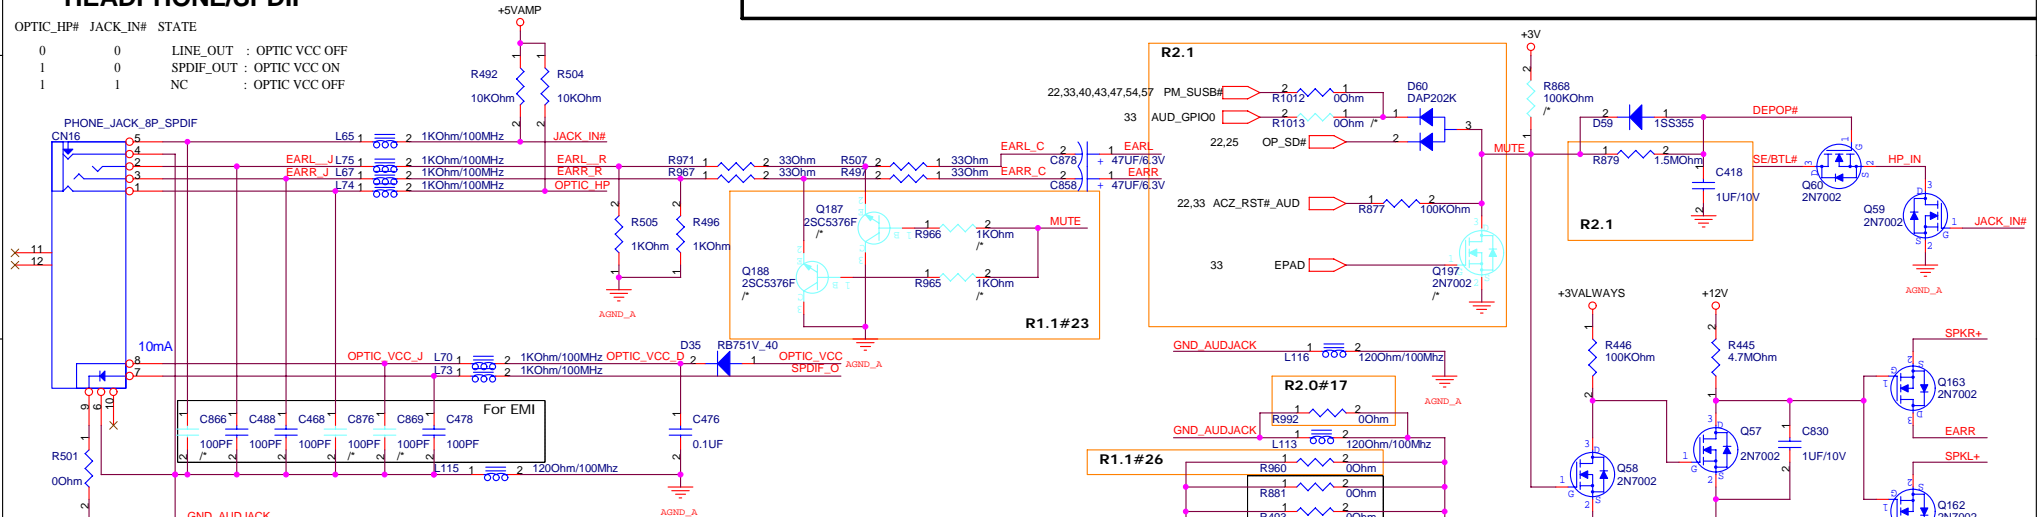 HEADPHONE/SPDIF
OPTIC_HP# JACK_IN# STATE
0 0 LINE_OUT : OPTIC VCC OFF
1 0 SPDIF_OUT : OPTIC VCC ON
1 1 NC : OPTIC VCC OFF
+5VAMP
R492
10KOhm
R504
10KOhm
PHONE_JACK_8P_SPDIF
CN16
L65 1KOhm/100MHz JACK_IN#
EARL__J L75 1KOhm/100MHz EARL__R
EARR_J L67 1KOhm/100MHz EARR_R
L74 1KOhm/100MHz OPTIC_HP
R971 33Ohm R507 33Ohm
R967 33Ohm R497 33Ohm
EARL_C EARL
C878 + 47UF/6.3V
EARR_C EARR
C858 + 47UF/6.3V
R505
1KOhm
R496
1KOhm
AGND_A
Q187
2SC5376F
/*
Q188
2SC5376F
/*
R966 1KOhm
/*
R965 1KOhm
/*
MUTE
R1.1#23
AGND_A
11
12
10mA
OPTIC_VCC_J L70 1KOhm/100MHz OPTIC_VCC_D
L73 1KOhm/100MHz
D35 RB751V_40
OPTIC_VCC
SPDIF_O
For EMI
C866
100PF
/*
C488
100PF
C468
100PF
C876
100PF
/*
C869
100PF
/*
C478
100PF
C476
0.1UF
R501
0Ohm
L115 120Ohm/100Mhz
AGND_A
GND_AUDJACK
R2.1
22,33,40,43,47,54,57 PM_SUSB#
R1012 0Ohm
33 AUD_GPIO0
R1013 0Ohm /*
D60
DAP202K
22,25 OP_SD#
22,33 ACZ_RST#_AUD
R877 100KOhm
33 EPAD
Q197
2N7002
/*
+3V
R868
100KOhm
/*
MUTE
D59 1SS355
R879 1.5MOhm
DEPOP#
C418
1UF/10V
R2.1
SE/BTL#
Q60
2N7002
HP_IN
Q59
2N7002
JACK_IN#
AGND_A
GND_AUDJACK
L116 120Ohm/100Mhz
AGND_A
R2.0#17
R992 0Ohm
GND_AUDJACK
L113 120Ohm/100Mhz
R1.1#26
R960 0Ohm
R881 0Ohm
R493 0Ohm
+3VALWAYS
R446
100KOhm
+12V
R445
4.7MOhm
Q58
2N7002
Q57
2N7002
C830
1UF/10V
SPKR+
Q163
2N7002
EARR
SPKL+
Q162
2N7002